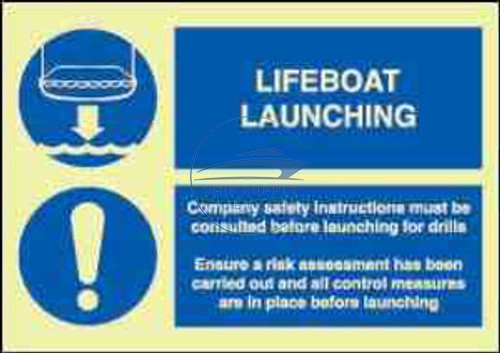 LIFEBOAT
LAUNCHING
Company safety instructions must be
consulted before launching for drills
Ensure a risk assessment has been
carried out and all control measures
are in place before launching